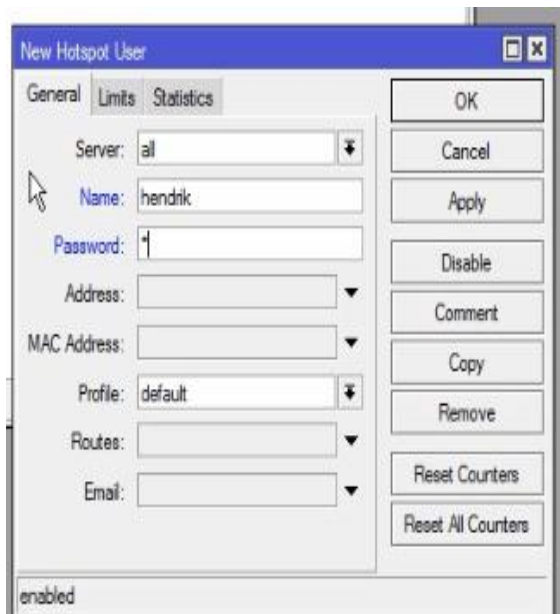 New Hotspot User
General Limits Statistics
Server: all
Name: hendrik
Password: *
Address:
MAC Address:
Profile: default
Routes:
Email:
OK
Cancel
Apply
Disable
Comment
Copy
Remove
Reset Counters
Reset All Counters
enabled